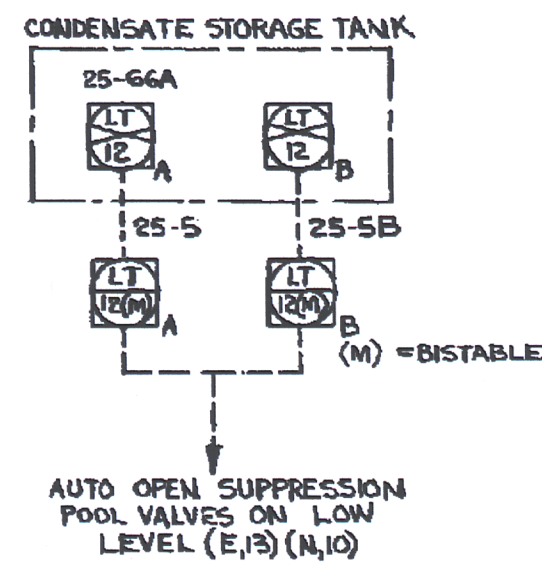 CONDENSATE STORAGE TANK
25-66A
LT
12
A
LT
12
B
25-5
25-5B
LT
12(M)
A
LT
12(M)
B
(M) = BISTABLE
AUTO OPEN SUPPRESSION
POOL VALVES ON LOW
LEVEL (E,13) (N,10)